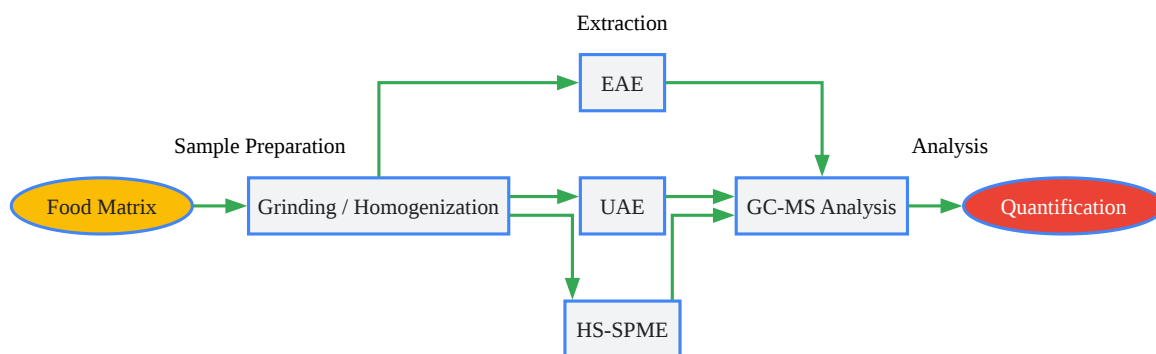 Extraction
EAE
Sample Preparation
Analysis
Food Matrix
Grinding / Homogenization
UAE
GC-MS Analysis
Quantification
HS-SPME